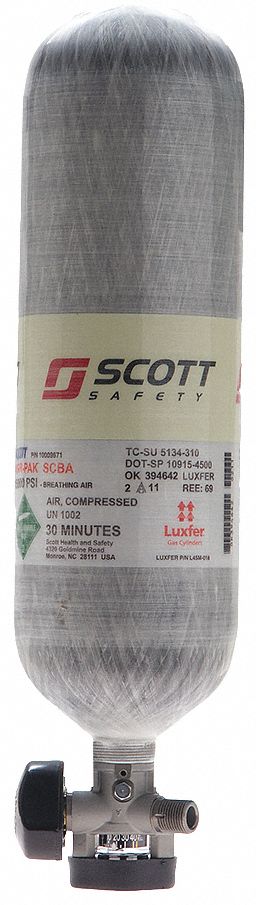 SCOTT
SAFETY
P/N 10009671
PAK SCBA
PSI - BREATHING AIR
AIR, COMPRESSED
UN 1002
30 MINUTES
Scott Health and Safety
4320 Goldmine Road
Monroe, NC 28111 USA
TC-SU 5134-310
DOT-SP 10915-4500
OK 394642 LUXFER
2 A 11 REE: 69
Luxfer
Gas Cylinders
LUXFER P/N L45M-018